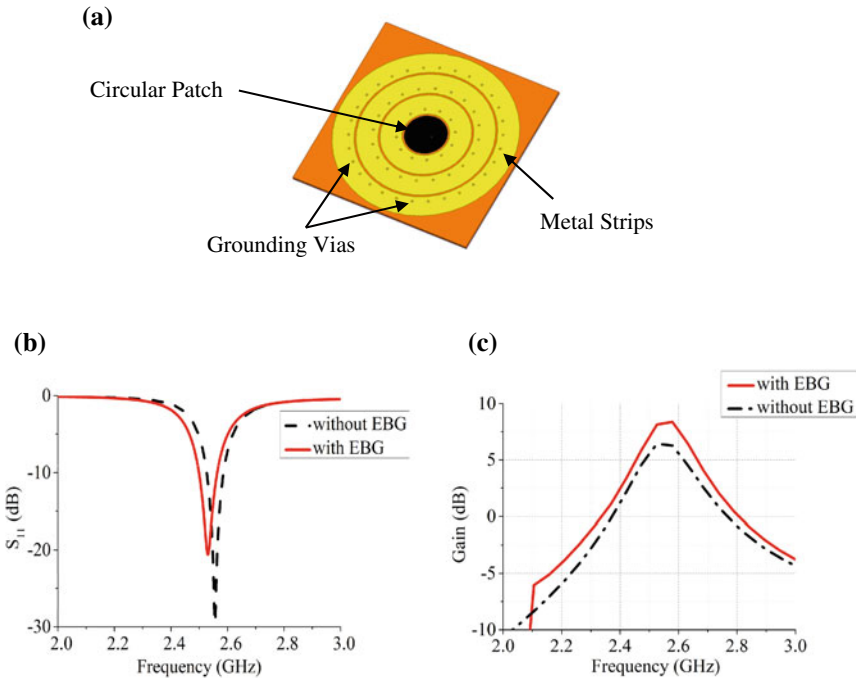 (a)
Circular Patch
Metal Strips
Grounding Vias
(b)
(c)
with EBG
without EBG
0
-10
-20
-30
S11 (dB)
without EBG
with EBG
2.0 2.2 2.4 2.6 2.8 3.0
Frequency (GHz)
10
5
0
-5
-10
Gain (dB)
2.0 2.2 2.4 2.6 2.8 3.0
Frequency (GHz)